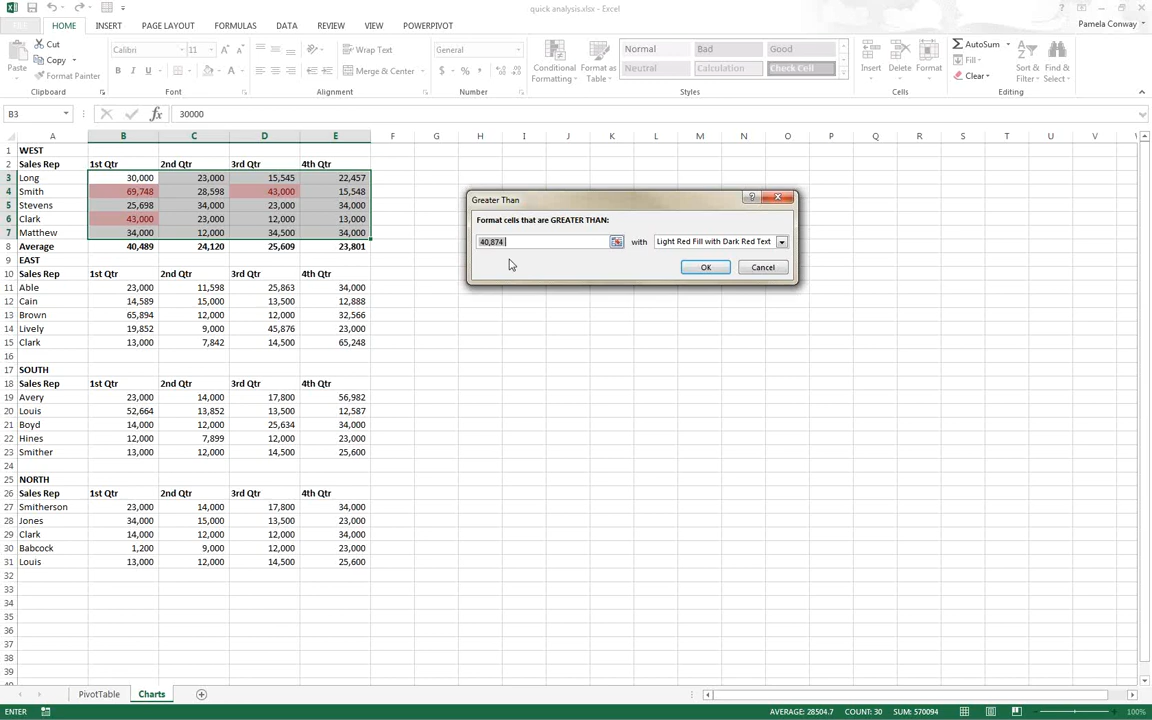 quick analysis.xlsx - Excel
FILE HOME INSERT PAGE LAYOUT FORMULAS DATA REVIEW VIEW POWERPIVOT Pamela Conway
Paste Cut Copy Format Painter Clipboard
Calibri 11 B I U Font
Wrap Text Merge & Center Alignment
General $ % , Number
Conditional Formatting Format as Table Normal Bad Good Neutral Calculation Check Cell Styles
Insert Delete Format Cells
AutoSum Fill Clear Sort & Filter Find & Select Editing
B3 fx 30000
A B C D E F G H I J K L M N O P Q R S T U V
1 WEST
2 Sales Rep 1st Qtr 2nd Qtr 3rd Qtr 4th Qtr
3 Long 30,000 23,000 15,545 22,457
4 Smith 69,748 28,598 43,000 15,548
5 Stevens 25,698 34,000 23,000 34,000
6 Clark 43,000 23,000 12,000 13,000
7 Matthew 34,000 12,000 34,500 34,000
8 Average 40,489 24,120 25,609 23,801
9 EAST
10 Sales Rep 1st Qtr 2nd Qtr 3rd Qtr 4th Qtr
11 Able 23,000 11,598 25,863 34,000
12 Cain 14,589 15,000 13,500 12,888
13 Brown 65,894 13,000 12,000 32,566
14 Lively 19,852 9,000 45,876 23,000
15 Clark 13,000 7,842 14,500 65,248
16
17 SOUTH
18 Sales Rep 1st Qtr 2nd Qtr 3rd Qtr 4th Qtr
19 Avery 23,000 14,000 17,800 56,982
20 Louis 52,664 13,852 13,500 12,587
21 Boyd 14,000 12,000 25,634 34,000
22 Hines 12,000 7,899 12,000 23,000
23 Smither 13,000 12,000 14,500 25,600
24
25 NORTH
26 Sales Rep 1st Qtr 2nd Qtr 3rd Qtr 4th Qtr
27 Smitherson 23,000 14,000 17,800 34,000
28 Jones 34,000 15,000 13,500 23,000
29 Clark 14,000 12,000 12,000 34,000
30 Babcock 1,200 9,000 12,000 23,000
31 Louis 13,000 12,000 14,500 25,600
32
33
34
35
36
37
38
39
Greater Than
Format cells that are GREATER THAN:
40,874 with Light Red Fill with Dark Red Text
OK Cancel
PivotTable Charts
ENTER AVERAGE: 28504.7 COUNT: 30 SUM: 570094 100%